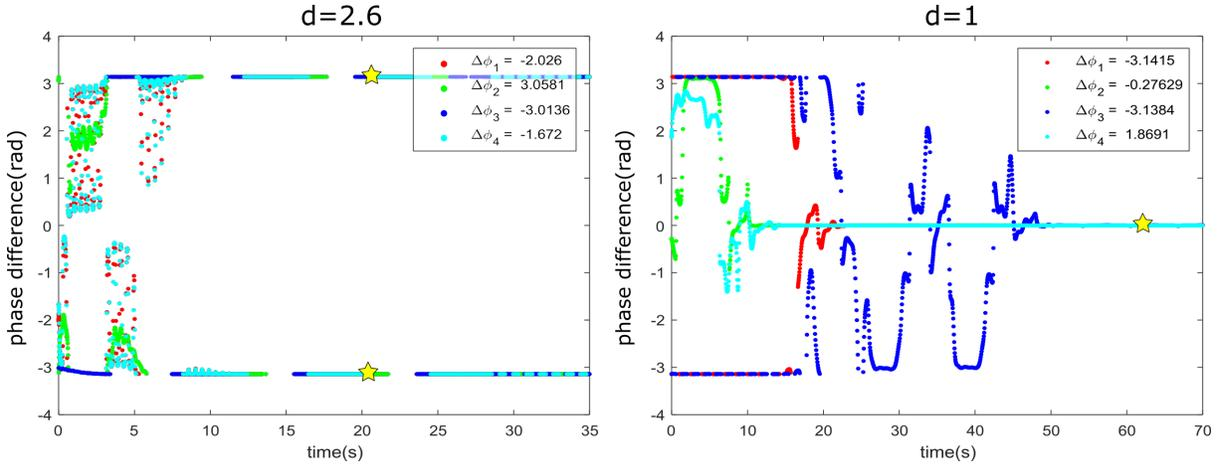 d=2.6
d=1
4
3
2
1
0
-1
-2
-3
-4
phase difference(rad)
0
5
10
15
20
25
30
35
time(s)
Δϕ1 = -2.026
Δϕ2 = 3.0581
Δϕ3 = -3.0136
Δϕ4 = -1.672
4
3
2
1
0
-1
-2
-3
-4
phase difference(rad)
0
10
20
30
40
50
60
70
time(s)
Δϕ1 = -3.1415
Δϕ2 = -0.27629
Δϕ3 = -3.1384
Δϕ4 = 1.8691